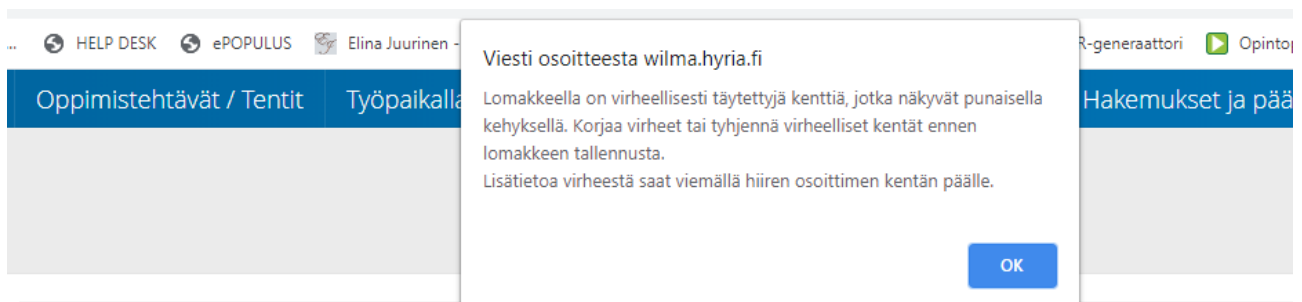 ... HELP DESK ePOPULUS Elina Juurinen -
Viesti osoitteesta wilma.hyria.fi
R-generaattori Opintop
Oppimistehtävät / Tentit Työpaikalla
Lomakkeella on virheellisesti täytettyjä kenttiä, jotka näkyvät punaisella
kehyksellä. Korjaa virheet tai tyhjennä virheelliset kentät ennen
lomakkeen tallennusta.
Lisätietoa virheestä saat viemällä hiiren osoittimen kentän päälle.
Hakemukset ja pää
OK